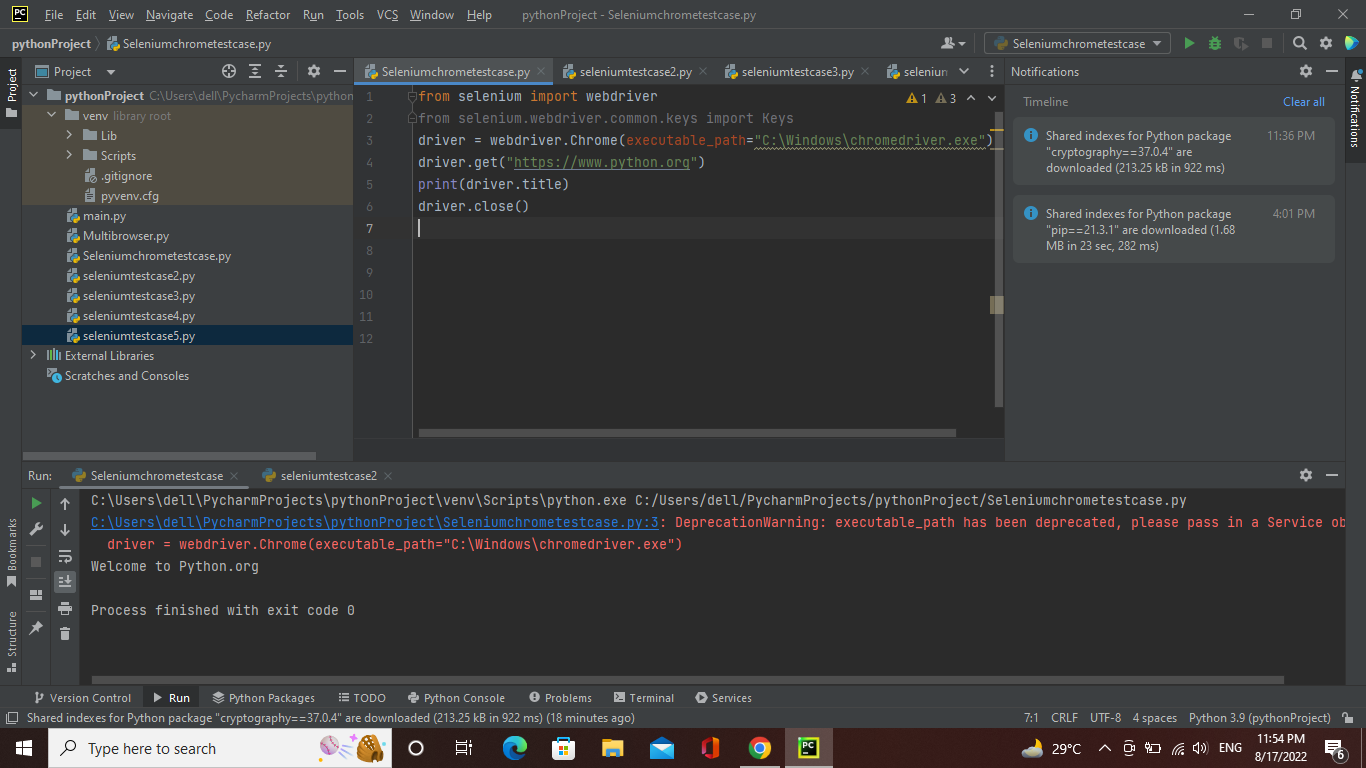 PC File Edit View Navigate Code Refactor Run Tools VCS Window Help pythonProject - Seleniumchrometestcase.py
pythonProject Seleniumchrometestcase.py Seleniumchrometestcase
Project
Project
Seleniumchrometestcase.py seleniumtestcase2.py seleniumtestcase3.py seleniun
Notifications
Notifications
pythonProject C:\Users\dell\PycharmProjects\python
venv library root
Lib
Scripts
.gitignore
pyvenv.cfg
main.py
Multibrowser.py
Seleniumchrometestcase.py
seleniumtestcase2.py
seleniumtestcase3.py
seleniumtestcase4.py
seleniumtestcase5.py
External Libraries
Scratches and Consoles
1 from selenium import webdriver
1 3
2 from selenium.webdriver.common.keys import Keys
3 driver = webdriver.Chrome(executable_path="C:\Windows\chromedriver.exe")
4 driver.get("https://www.python.org")
5 print(driver.title)
6 driver.close()
7
8
9
10
11
12
Timeline Clear all
Shared indexes for Python package 11:36 PM
"cryptography==37.0.4" are
downloaded (213.25 kB in 922 ms)
Shared indexes for Python package 4:01 PM
"pip==21.3.1" are downloaded (1.68
MB in 23 sec, 282 ms)
Run: Seleniumchrometestcase seleniumtestcase2
C:\Users\dell\PycharmProjects\pythonProject\venv\Scripts\python.exe C:/Users/dell/PycharmProjects/pythonProject/Seleniumchrometestcase.py
C:\Users\dell\PycharmProjects\pythonProject\Seleniumchrometestcase.py:3: DeprecationWarning: executable_path has been deprecated, please pass in a Service ob
driver = webdriver.Chrome(executable_path="C:\Windows\chromedriver.exe")
Welcome to Python.org
Process finished with exit code 0
Bookmarks
Structure
Version Control Run Python Packages TODO Python Console Problems Terminal Services
Shared indexes for Python package "cryptography==37.0.4" are downloaded (213.25 kB in 922 ms) (18 minutes ago) 7:1 CRLF UTF-8 4 spaces Python 3.9 (pythonProject)
Type here to search PC 29°C ENG
11:54 PM
8/17/2022
6